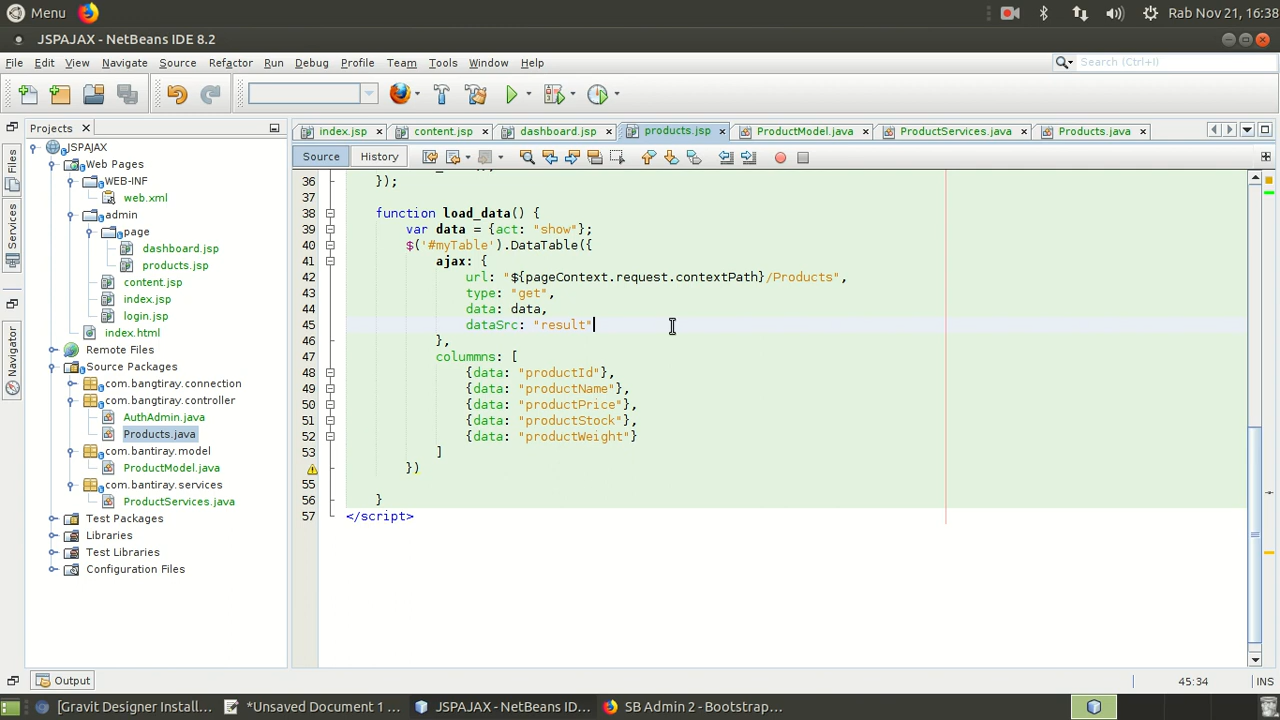 Menu
Rab Nov 21, 16:38
JSPAJAX - NetBeans IDE 8.2
File Edit View Navigate Source Refactor Run Debug Profile Team Tools Window Help
Search (Ctrl+I)
Projects
index.jsp content.jsp dashboard.jsp products.jsp ProductModel.java ProductServices.java Products.java
Source History
Files
Services
Navigator
JSPAJAX
Web Pages
WEB-INF
web.xml
admin
page
dashboard.jsp
products.jsp
content.jsp
index.jsp
login.jsp
index.html
Remote Files
Source Packages
com.bangtiray.connection
com.bangtiray.controller
AuthAdmin.java
Products.java
com.bantiray.model
ProductModel.java
com.bantiray.services
ProductServices.java
Test Packages
Libraries
Test Libraries
Configuration Files
36 });
37
38 function load_data() {
39 var data = {act: "show"};
40 $('#myTable').DataTable({
41 ajax: {
42 url: "${pageContext.request.contextPath}/Products",
43 type: "get",
44 data: data,
45 dataSrc: "result"
46 },
47 colummns: [
48 {data: "productId"},
49 {data: "productName"},
50 {data: "productPrice"},
51 {data: "productStock"},
52 {data: "productWeight"}
53 ]
})
55
56 }
57 </script>
Output
45:34 INS
[Gravit Designer Install... *Unsaved Document 1 ... JSPAJAX - NetBeans ID... SB Admin 2 - Bootstrap...